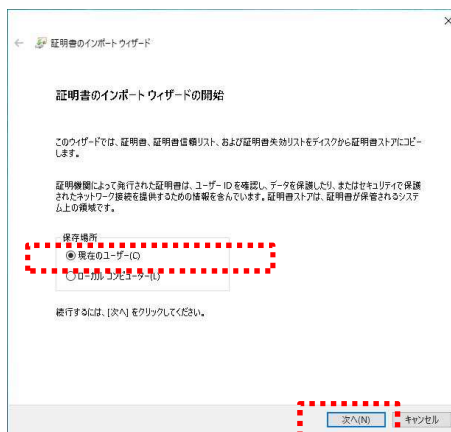 証明書のインポート ウィザード
証明書のインポート ウィザードの開始
このウィザードでは、証明書、証明書信頼リスト、および証明書失効リストをディスクから証明書ストアにコピー
します。
証明機関によって発行された証明書は、ユーザー ID を確認し、データを保護したり、またはセキュリティで保護
されたネットワーク接続を提供するための情報を含んでいます。証明書ストアは、証明書が保管されるシステ
ム上の領域です。
保存場所
現在のユーザー(C)
ローカル コンピューター(L)
続行するには、[次へ] をクリックしてください。
次へ(N)
キャンセル